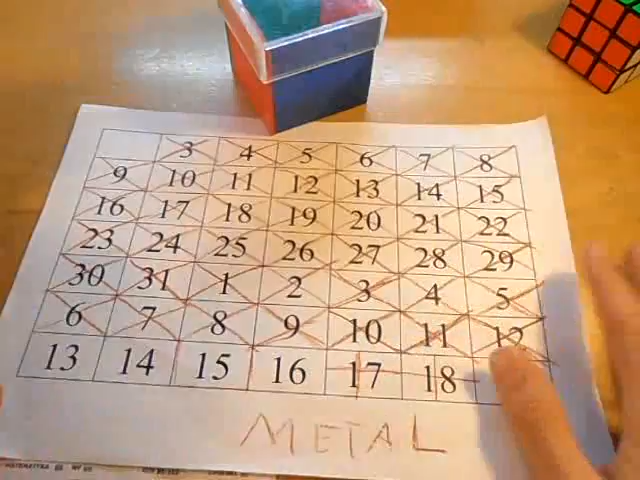 3 4 5 6 7 8
9 10 11 12 13 14 15
16 17 18 19 20 21 22
23 24 25 26 27 28 29
30 31 1 2 3 4 5
6 7 8 9 10 11 12
13 14 15 16 17 18
METAL